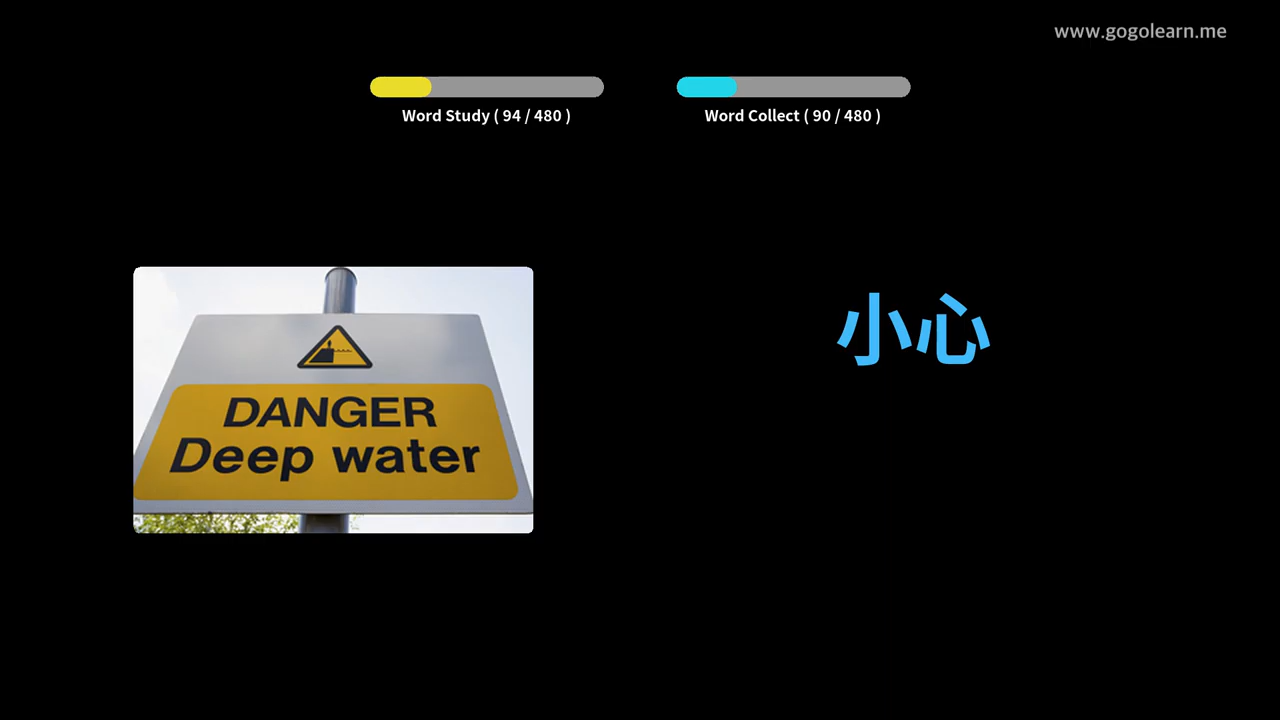 www.gogolearn.me
Word Study ( 94 / 480 )
Word Collect ( 90 / 480 )
DANGER
Deep water
小心